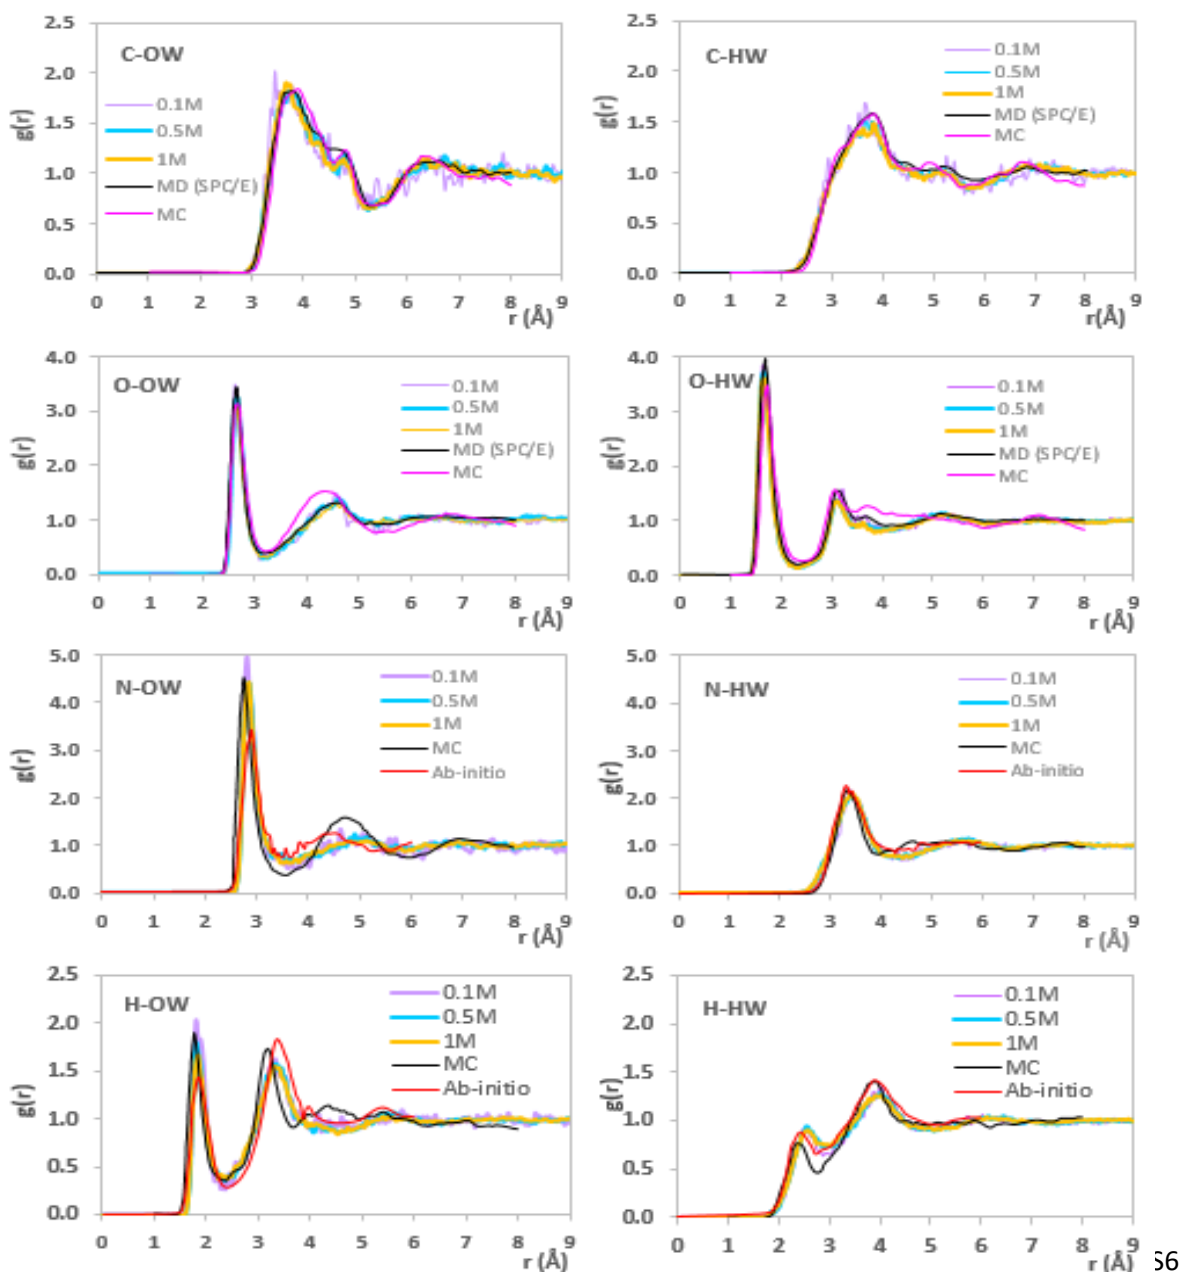 C-OW
g(r)
2.5
2.0
1.5
1.0
0.5
0.0
0.1M
0.5M
1M
MD (SPC/E)
MC
0 1 2 3 4 5 6 7 8 9
r (Å)
C-HW
g(r)
2.5
2.0
1.5
1.0
0.5
0.0
0.1M
0.5M
1M
MD (SPC/E)
MC
0 1 2 3 4 5 6 7 8 9
r(Å)
O-OW
g(r)
4.0
3.0
2.0
1.0
0.0
0.1M
0.5M
1M
MD (SPC/E)
MC
0 1 2 3 4 5 6 7 8 9
r (Å)
O-HW
g(r)
4.0
3.0
2.0
1.0
0.0
0.1M
0.5M
1M
MD (SPC/E)
MC
0 1 2 3 4 5 6 7 8 9
r (Å)
N-OW
g(r)
5.0
4.0
3.0
2.0
1.0
0.0
0.1M
0.5M
1M
MC
Ab-initio
0 1 2 3 4 5 6 7 8 9
r (Å)
N-HW
g(r)
5.0
4.0
3.0
2.0
1.0
0.0
0.1M
0.5M
1M
MC
Ab-initio
0 1 2 3 4 5 6 7 8 9
r (Å)
H-OW
g(r)
2.5
2.0
1.5
1.0
0.5
0.0
0.1M
0.5M
1M
MC
Ab-initio
0 1 2 3 4 5 6 7 8 9
r (Å)
H-HW
g(r)
2.5
2.0
1.5
1.0
0.5
0.0
0.1M
0.5M
1M
MC
Ab-initio
0 1 2 3 4 5 6 7 8 9
r (Å)
S6